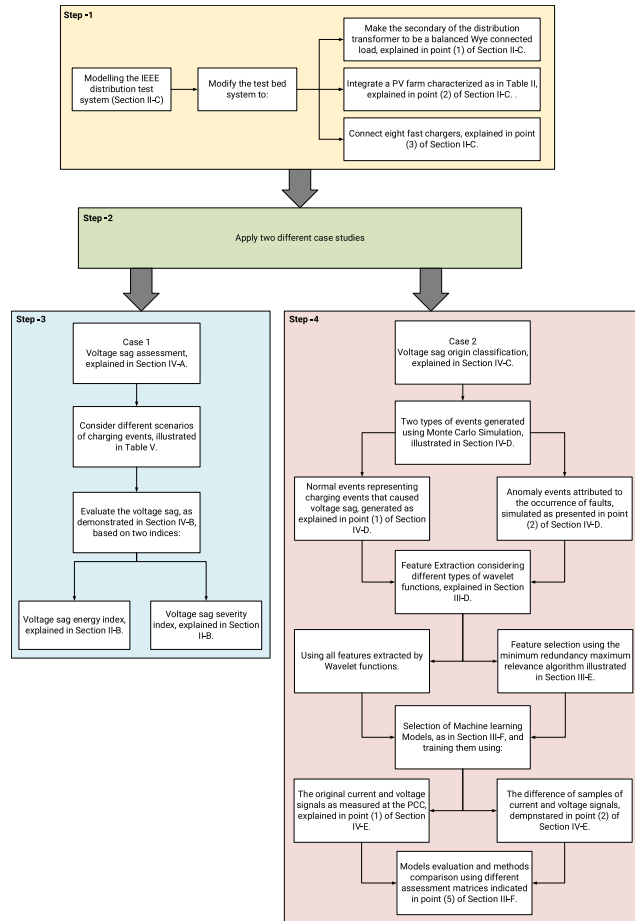 Step -1
Make the secondary of the distribution
transformer to be a balanced Wye connected
load, explained in point (1) of Section II-C.
Modelling the IEEE
distribution test
system (Section II-C)
Modify the test bed
system to:
Integrate a PV farm characterized as in Table II,
explained in point (2) of Section II-C. .
Connect eight fast chargers, explained in point
(3) of Section II-C.
Step -2
Apply two different case studies
Step -3
Case 1
Voltage sag assessment,
explained in Section IV-A.
Consider different scenarios
of charging events, illustrated
in Table V.
Evaluate the voltage sag, as
demonstrated in Section IV-B,
based on two indices:
Voltage sag energy index,
explained in Section II-B.
Voltage sag severity
index, explained in Section
II-B.
Step -4
Case 2
Voltage sag origin classification,
explained in Section IV-C.
Two types of events generated
using Monte Carlo Simulation,
illustrated in Section IV-D.
Normal events representing
charging events that caused
voltage sag, generated as
explained in point (1) of Section
IV-D.
Anomaly events attributed to
the occurrence of faults,
simulated as presented in point
(2) of Section IV-D.
Feature Extraction considering
different types of wavelet
functions, explained in Section
III-D.
Using all features extracted by
Wavelet functions.
Feature selection using the
minimum redundancy maximum
relevance algorithm illustrated
in Section III-E.
Selection of Machine learning
Models, as in Section III-F, and
training them using:
The original current and voltage
signals as measured at the PCC,
explained in point (1) of Section
IV-E.
The difference of samples of
current and voltage signals,
dempnstared in point (2) of
Section IV-E.
Models evaluation and methods
comparison using different
assessment matrices indicated
in point (5) of Section III-F.